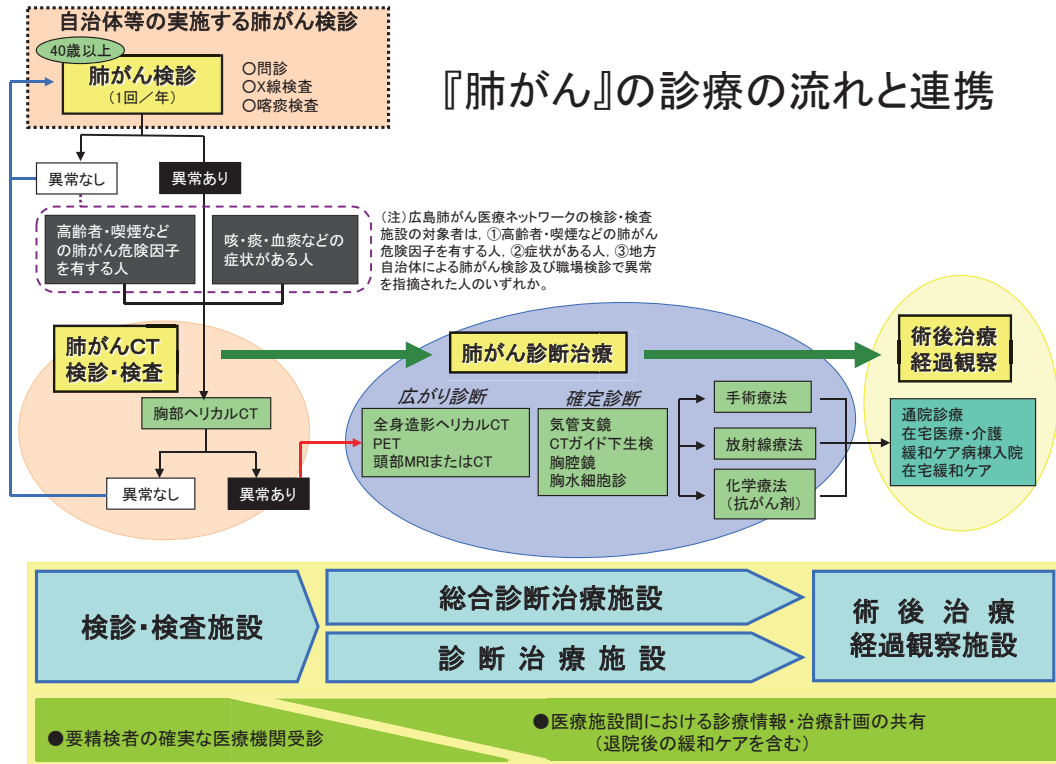 自治体等の実施する肺がん検診
40歳以上
肺がん検診
(1回／年)
○問診
○X線検査
○喀痰検査
『肺がん』の診療の流れと連携
異常なし
異常あり
高齢者・喫煙など
の肺がん危険因子
を有する人
咳・痰・血痰などの
症状がある人
(注)広島肺がん医療ネットワークの検診・検査
施設の対象者は，①高齢者・喫煙などの肺がん
危険因子を有する人，②症状がある人，③地方
自治体による肺がん検診及び職場検診で異常
を指摘された人のいずれか。
肺がんCT
検診・検査
肺がん診断治療
術後治療
経過観察
胸部ヘリカルCT
異常なし
異常あり
広がり診断
全身造影ヘリカルCT
PET
頭部MRIまたはCT
確定診断
気管支鏡
CTガイド下生検
胸腔鏡
胸水細胞診
手術療法
放射線療法
化学療法
(抗がん剤)
通院診療
在宅医療・介護
緩和ケア病棟入院
在宅緩和ケア
検診・検査施設
総合診断治療施設
診断治療施設
術後治療
経過観察施設
●要精検者の確実な医療機関受診
●医療施設間における診療情報・治療計画の共有
(退院後の緩和ケアを含む)